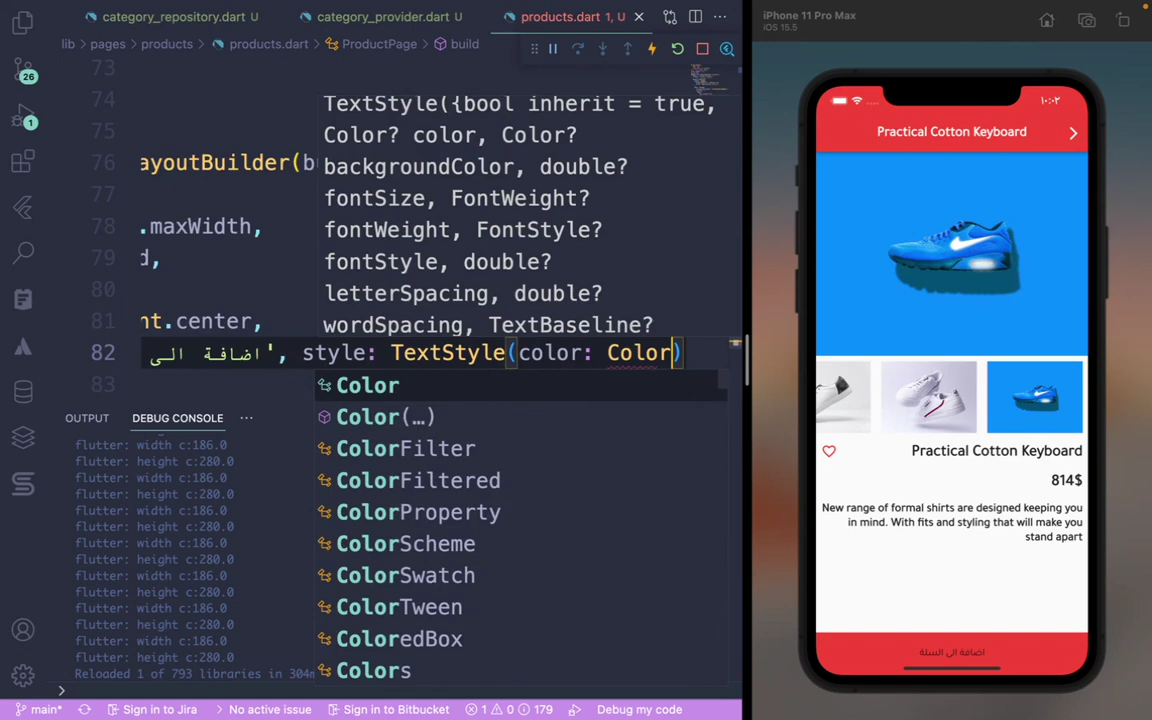 category_repository.dart U
category_provider.dart U
products.dart 1, U
lib > pages > products > products.dart > ProductPage > build
73
74
75
76 ayoutBuilder(b
77
78 .maxWidth,
79 d,
80
81 nt.center,
82 اضافة الى ', style: TextStyle(color: Color)
83
TextStyle({bool inherit = true,
Color? color, Color?
backgroundColor, double?
fontSize, FontWeight?
fontWeight, FontStyle?
fontStyle, double?
letterSpacing, double?
wordSpacing, TextBaseline?
Color
Color(…)
ColorFilter
ColorFiltered
ColorProperty
ColorScheme
ColorSwatch
ColorTween
ColoredBox
Colors
26
1
OUTPUT DEBUG CONSOLE ...
flutter: width c:186.0
flutter: height c:280.0
flutter: width c:186.0
flutter: height c:280.0
flutter: width c:186.0
flutter: height c:280.0
flutter: width c:186.0
flutter: height c:280.0
flutter: width c:186.0
flutter: height c:280.0
flutter: width c:186.0
flutter: height c:280.0
flutter: width c:186.0
flutter: height c:280.0
Reloaded 1 of 793 libraries in 304m
>
main* Sign in to Jira No active issue Sign in to Bitbucket 1 0 179 Debug my code
iPhone 11 Pro Max
iOS 15.5
١٠:٠٢
Practical Cotton Keyboard
Practical Cotton Keyboard
814$
New range of formal shirts are designed keeping you
in mind. With fits and styling that will make you
stand apart
اضافة الى السلة